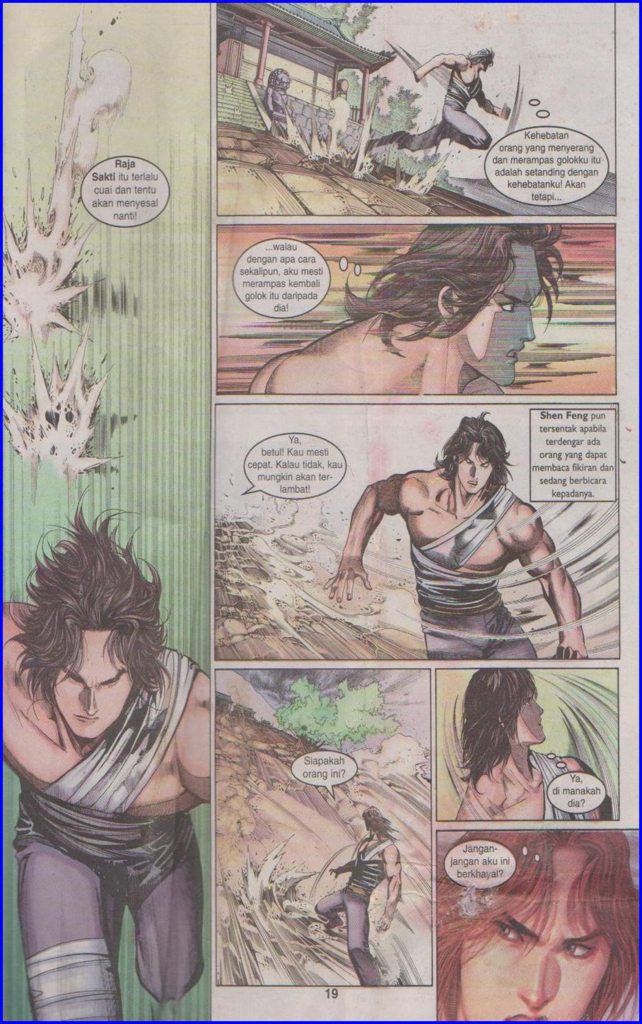 Raja
Sakti itu terlalu
cuai dan tentu
akan menyesal
nanti!
Kehebatan
orang yang menyerang
dan merampas golokku itu
adalah setanding dengan
kehebatanku! Akan
tetapi...
...walau
dengan apa cara
sekalipun, aku mesti
merampas kembali
golok itu daripada
dia!
Ya,
betul! Kau mesti
cepat. Kalau tidak, kau
mungkin akan ter-
lambat!
Shen Feng pun
tersentak apabila
terdengar ada
orang yang dapat
membaca fikiran dan
sedang berbicara
kepadanya.
Siapakah
orang ini?
Ya,
di manakah
dia?
Jangan-
jangan aku ini
berkhayal?
19